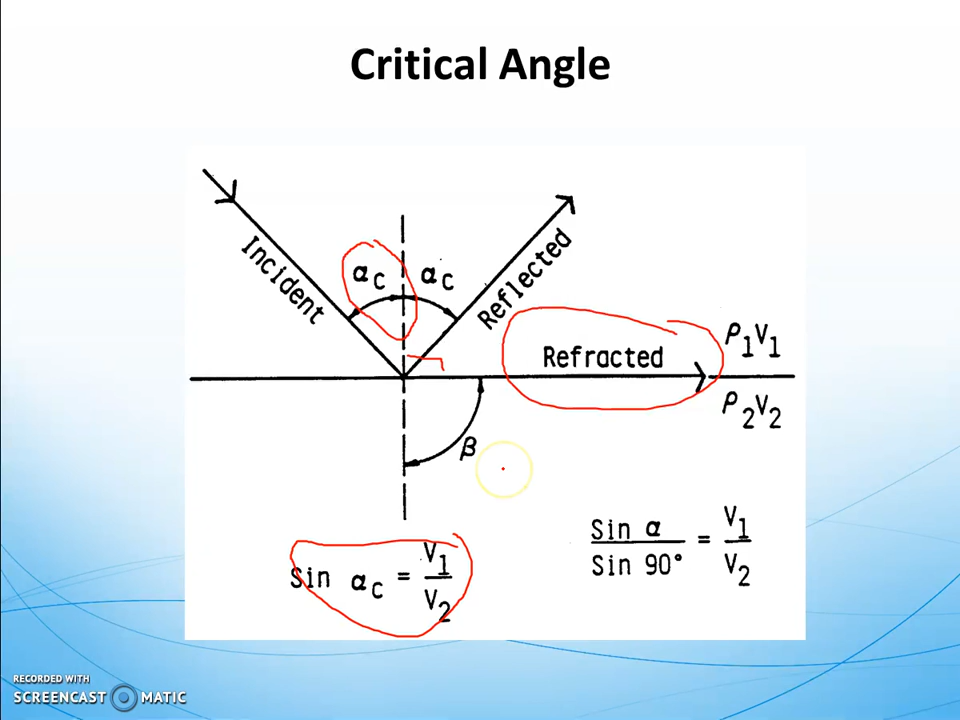 Critical Angle
Incident
αc αc
Reflected
Refracted
ρ1V1
ρ2V2
β
Sin αc = V1/V2
Sin α / Sin 90° = V1/V2
RECORDED WITH
SCREENCAST MATIC